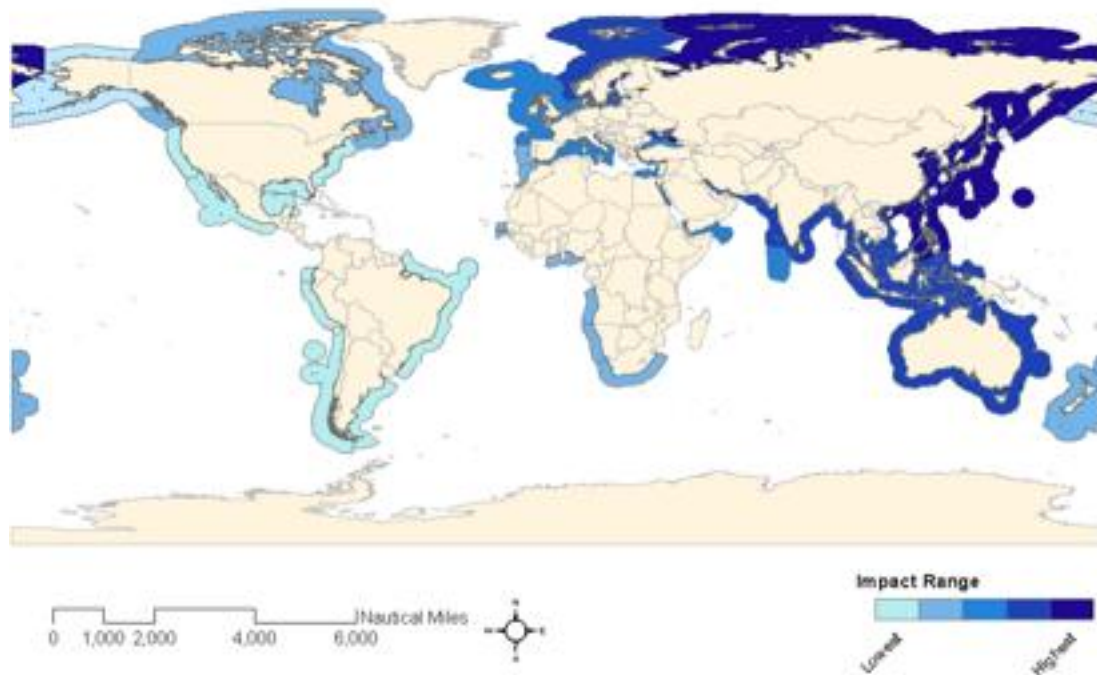 Impact Range
Lowest
Highest
Nautical Miles
0 1,000 2,000 4,000 6,000